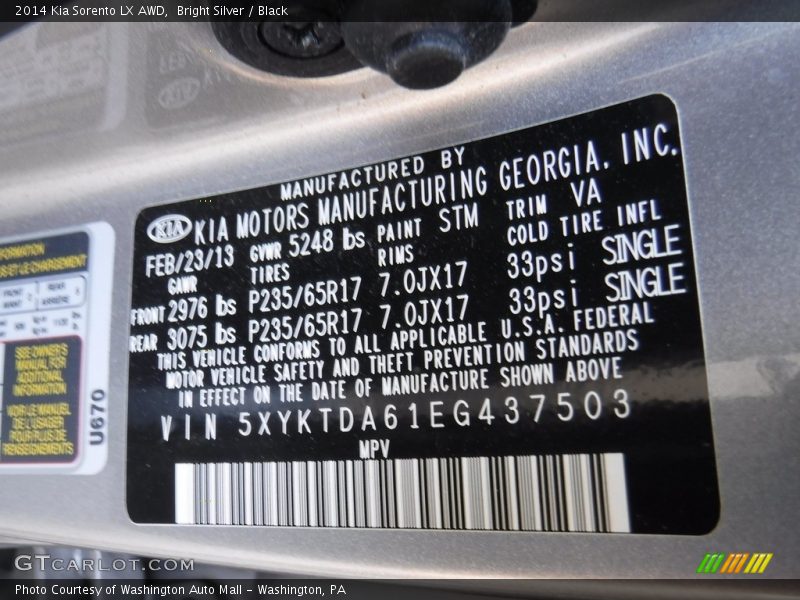 2014 Kia Sorento LX AWD, Bright Silver / Black
MANUFACTURED BY
KIA KIA MOTORS MANUFACTURING GEORGIA, INC.
FEB/23/13 GVWR 5248 lbs PAINT STM TRIM VA
GAWR TIRES RIMS COLD TIRE INFL
FRONT 2976 lbs P235/65R17 7.0JX17 33psi SINGLE
REAR 3075 lbs P235/65R17 7.0JX17 33psi SINGLE
THIS VEHICLE CONFORMS TO ALL APPLICABLE U.S.A. FEDERAL
MOTOR VEHICLE SAFETY AND THEFT PREVENTION STANDARDS
IN EFFECT ON THE DATE OF MANUFACTURE SHOWN ABOVE
VIN 5XYKTDA61EG437503
MPV
SEE OWNER'S
MANUAL FOR
ADDITIONAL
INFORMATION
VOIR LE MANUEL
DE L'USAGER
POUR PLUS DE
RENSEIGNEMENTS
U670
GTCARLOT.COM
Photo Courtesy of Washington Auto Mall - Washington, PA